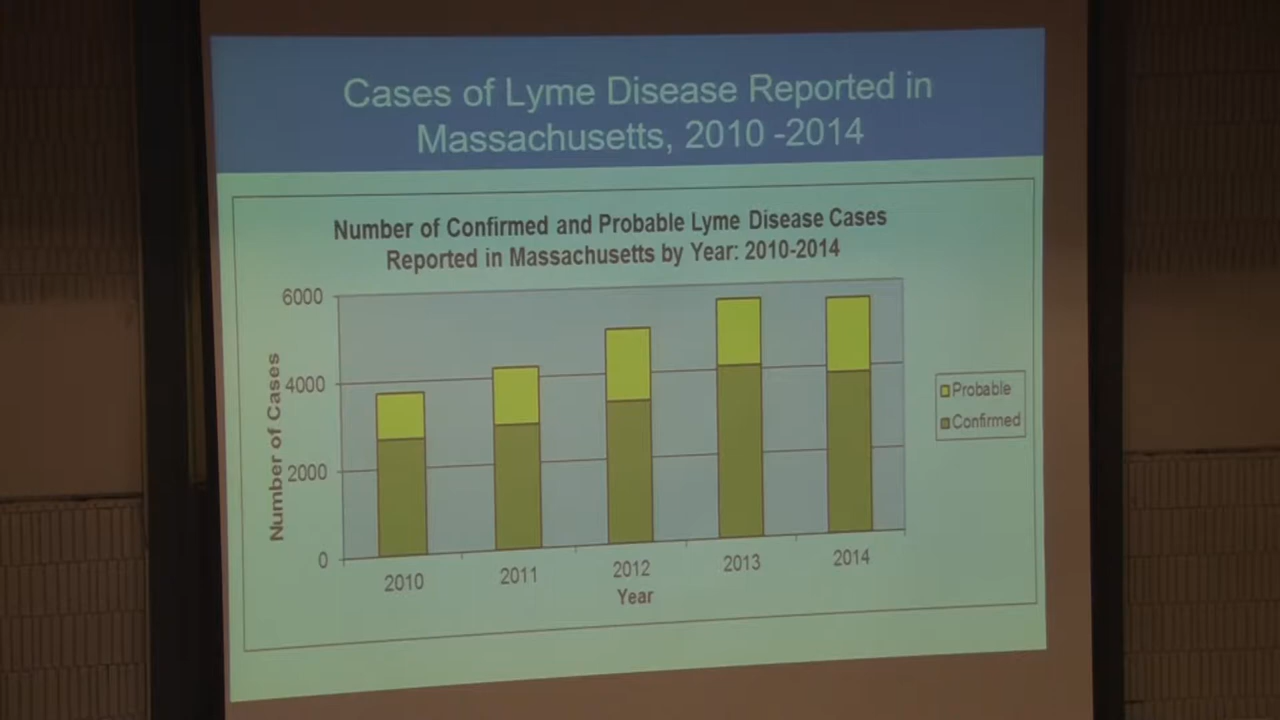 Cases of Lyme Disease Reported in
Massachusetts, 2010 -2014
Number of Confirmed and Probable Lyme Disease Cases
Reported in Massachusetts by Year: 2010-2014
6000
4000
2000
0
Number of Cases
2010 2011 2012 2013 2014
Year
Probable
Confirmed